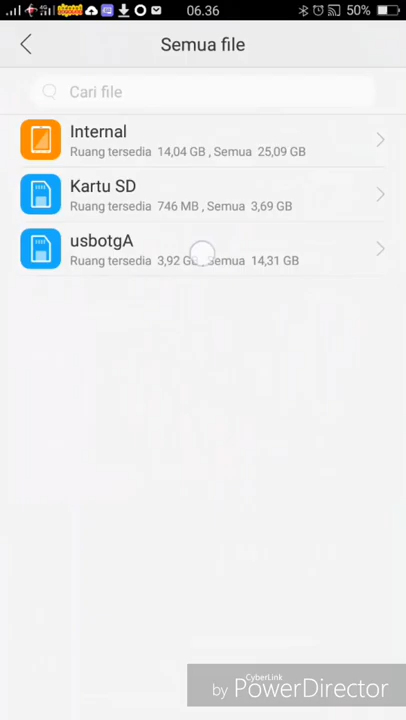 06.36
50%
Semua file
Cari file
Internal
Ruang tersedia 14,04 GB , Semua 25,09 GB
Kartu SD
Ruang tersedia 746 MB , Semua 3,69 GB
usbotgA
Ruang tersedia 3,92 GB, Semua 14,31 GB
CyberLink
by PowerDirector